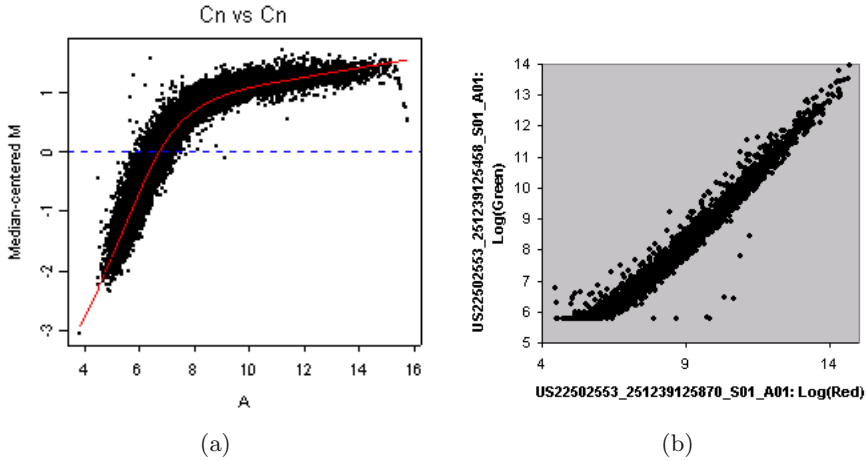 Cn vs Cn
Median-centered M
1
0
-1
-2
-3
4 6 8 10 12 14 16
A
(a)
US22502553_251239125458_S01_A01:
Log(Green)
14
13
12
11
10
9
8
7
6
5
4 9 14
US22502553_251239125870_S01_A01: Log(Red)
(b)